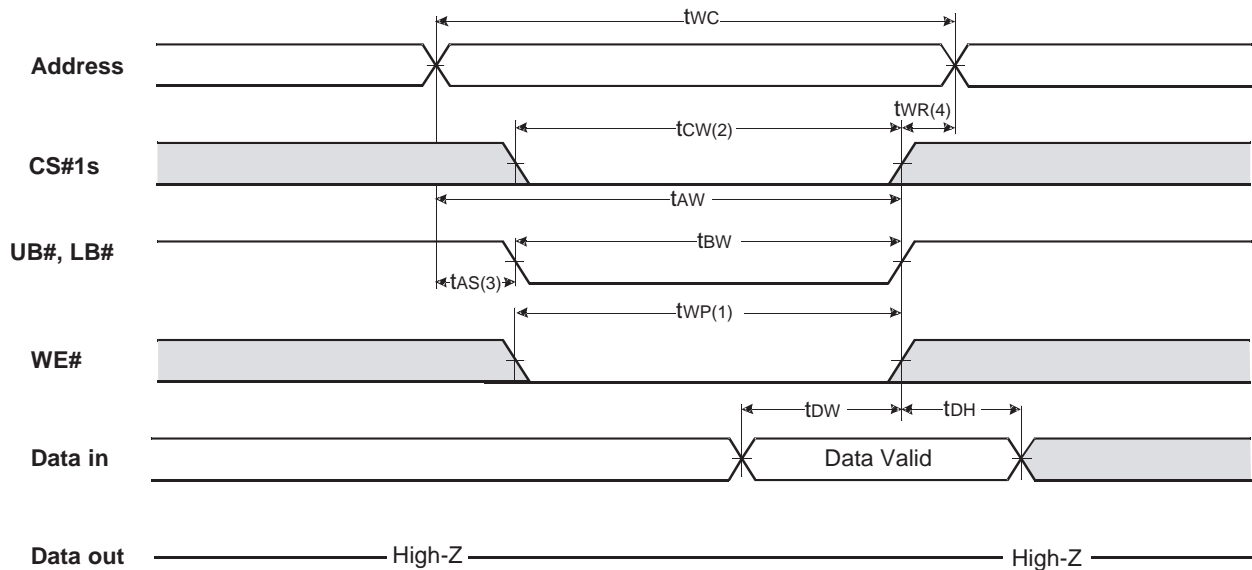 tWC
Address
tWR(4)
tCW(2)
CS#1s
tAW
UB#, LB#
tBW
tAS(3)
tWP(1)
WE#
tDW
tDH
Data in
Data Valid
Data out
High-Z
High-Z